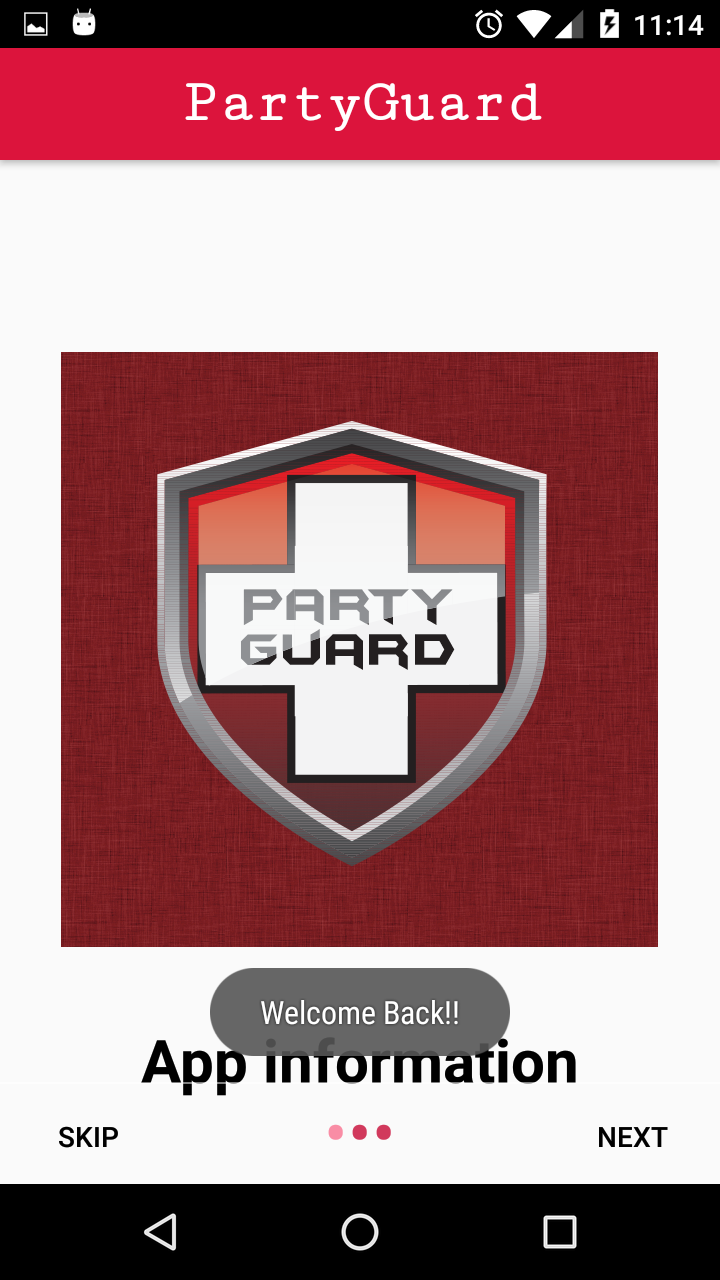 11:14
PartyGuard
PARTY
GUARD
Welcome Back!!
App information
SKIP
NEXT